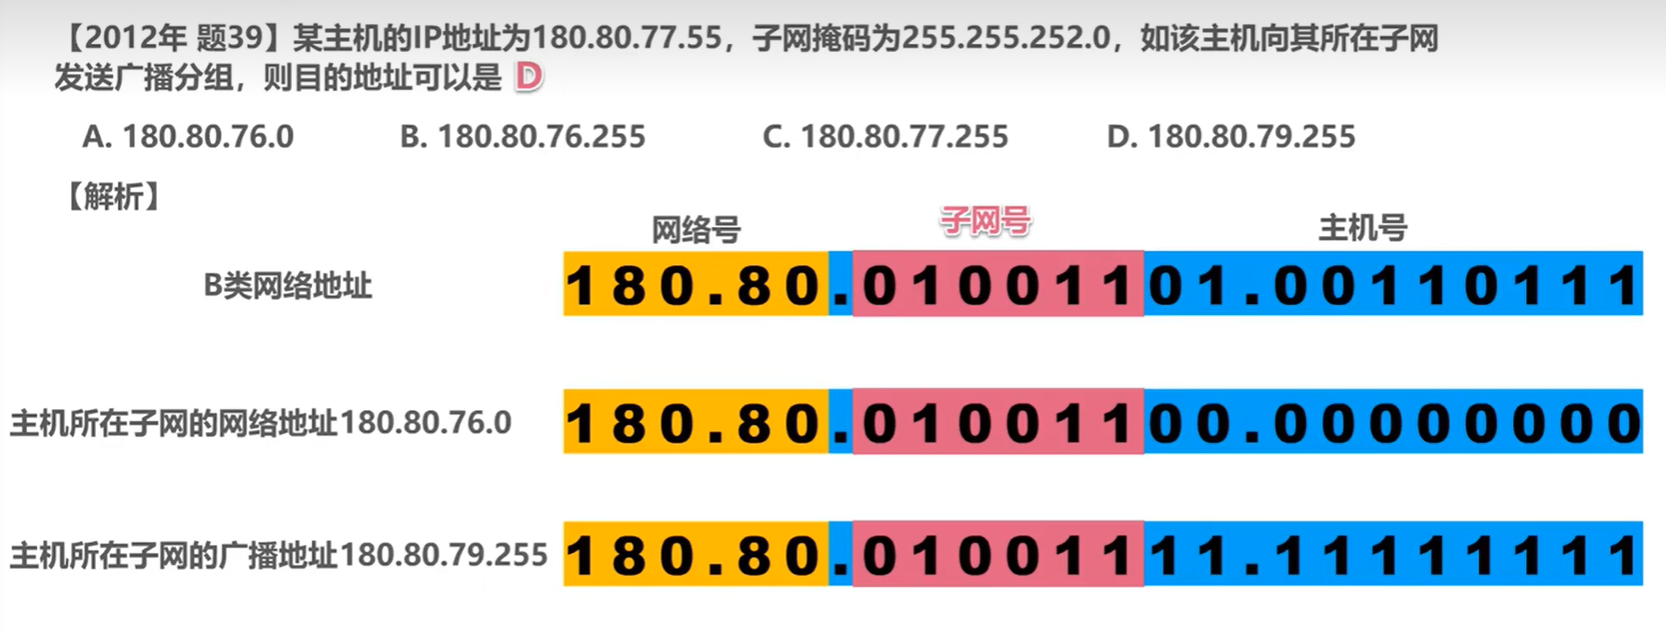 【2012年 题39】某主机的IP地址为180.80.77.55，子网掩码为255.255.252.0，如该主机向其所在子网
发送广播分组，则目的地址可以是 D
A. 180.80.76.0 B. 180.80.76.255 C. 180.80.77.255 D. 180.80.79.255
【解析】
网络号 子网号 主机号
B类网络地址 180.80.01001101.00110111
主机所在子网的网络地址180.80.76.0 180.80.01001100.00000000
主机所在子网的广播地址180.80.79.255 180.80.01001111.11111111